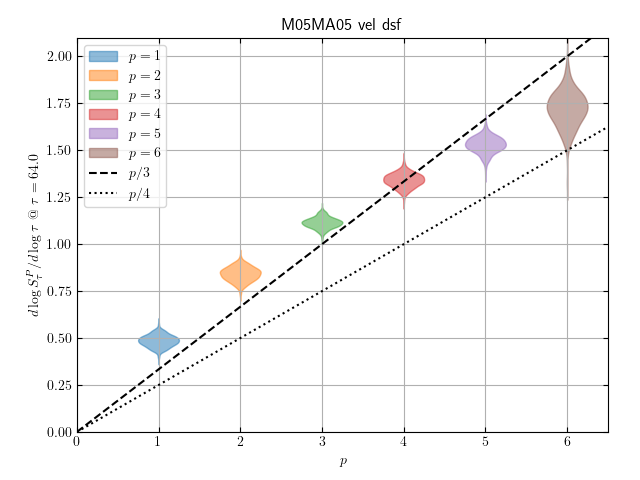 M05MA05 vel dsf
p = 1
p = 2
p = 3
p = 4
p = 5
p = 6
p/3
p/4
d log S_τ^P / d log τ @ τ = 64.0
2.00
1.75
1.50
1.25
1.00
0.75
0.50
0.25
0.00
0 1 2 3 4 5 6
p